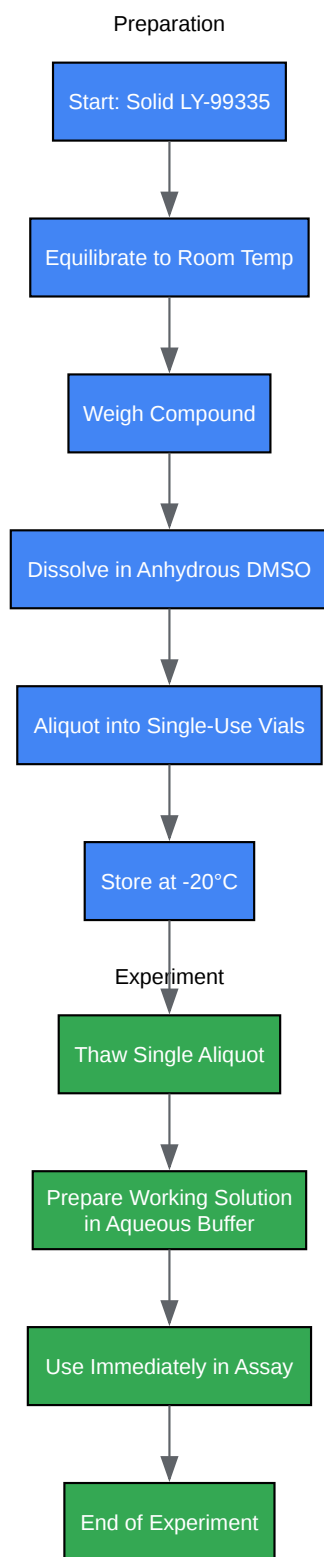 Preparation
Start: Solid LY-99335
Equilibrate to Room Temp
Weigh Compound
Dissolve in Anhydrous DMSO
Aliquot into Single-Use Vials
Store at -20°C
Experiment
Thaw Single Aliquot
Prepare Working Solution
in Aqueous Buffer
Use Immediately in Assay
End of Experiment